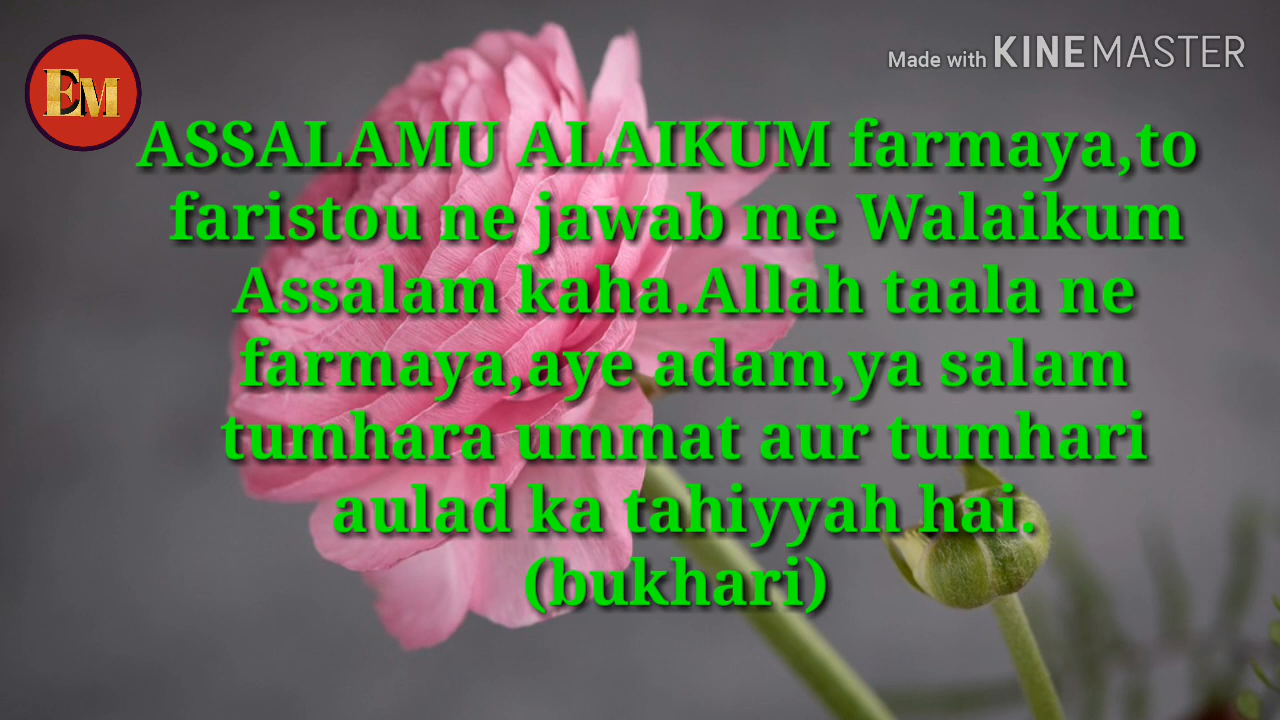 EM
Made with KINEMASTER
ASSALAMU ALAIKUM farmaya,to
faristou ne jawab me Walaikum
Assalam kaha.Allah taala ne
farmaya,aye adam,ya salam
tumhara ummat aur tumhari
aulad ka tahiyyah hai.
(bukhari)